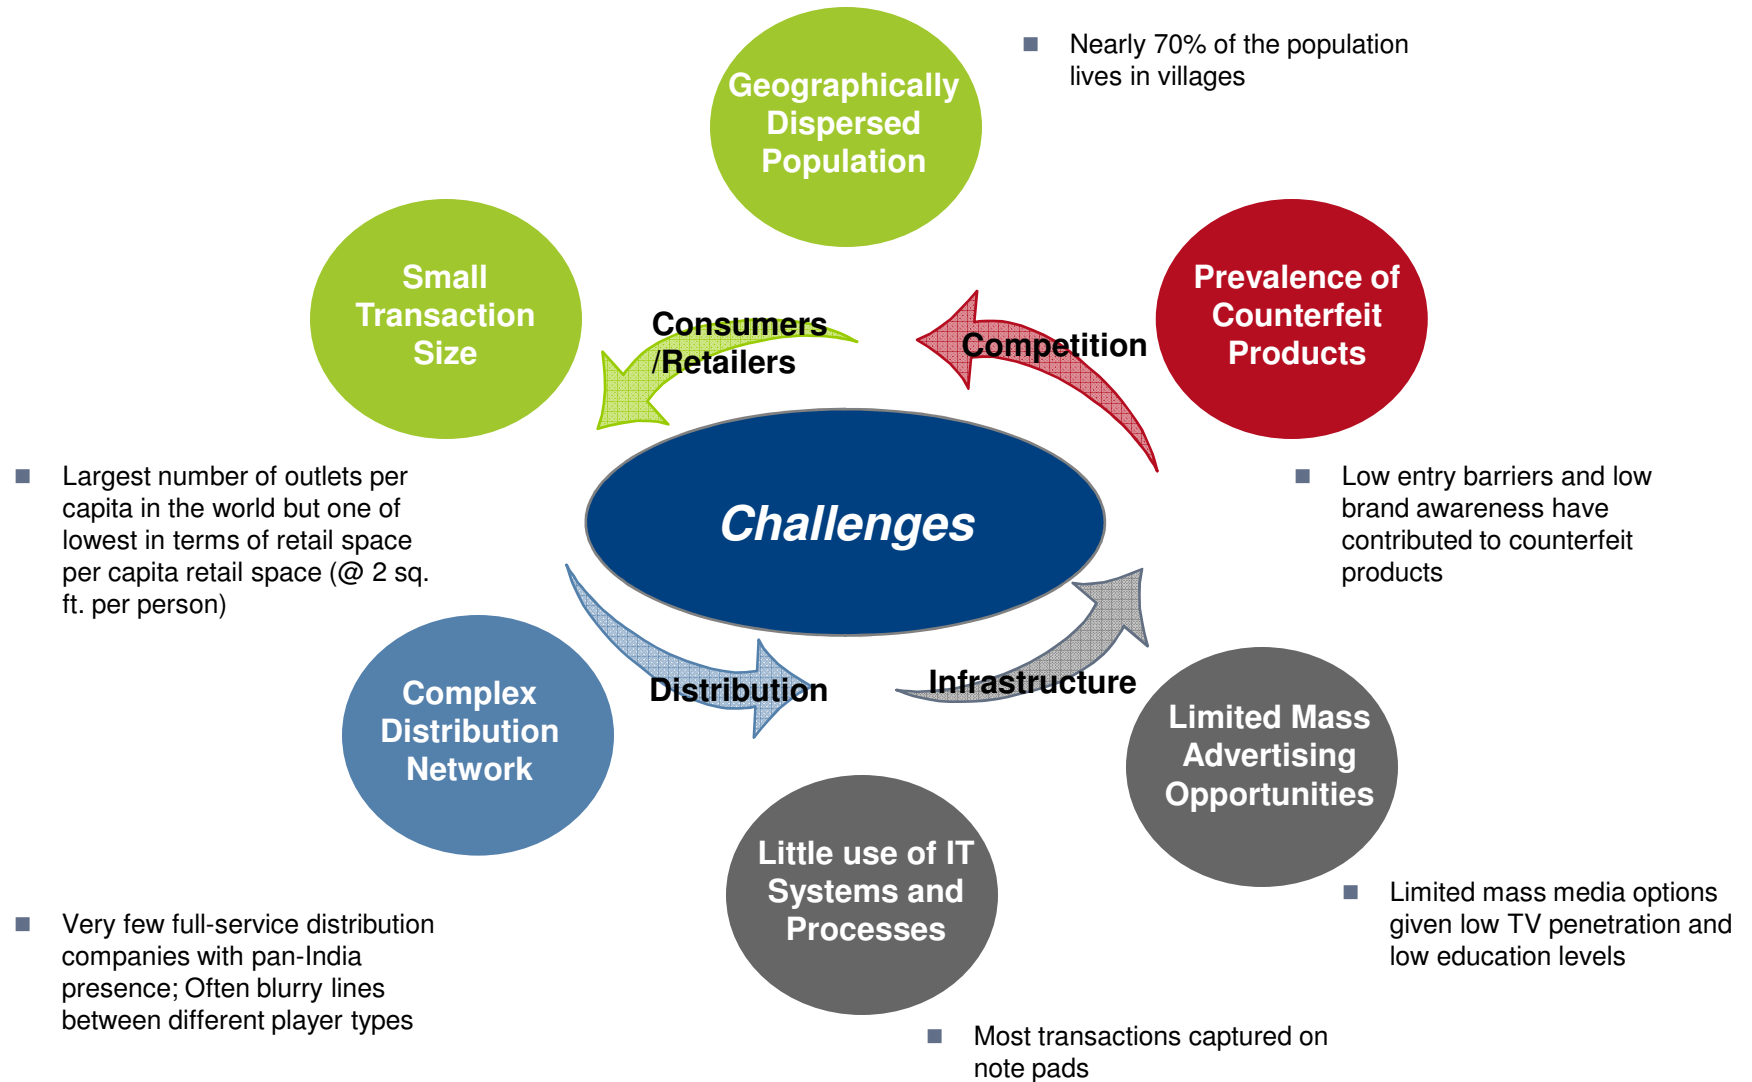 Geographically
Dispersed
Population
Nearly 70% of the population
lives in villages
Small
Transaction
Size
Consumers
/Retailers
Competition
Prevalence of
Counterfeit
Products
Challenges
Largest number of outlets per
capita in the world but one of
lowest in terms of retail space
per capita retail space (@ 2 sq.
ft. per person)
Low entry barriers and low
brand awareness have
contributed to counterfeit
products
Distribution
Infrastructure
Complex
Distribution
Network
Limited Mass
Advertising
Opportunities
Little use of IT
Systems and
Processes
Limited mass media options
given low TV penetration and
low education levels
Very few full-service distribution
companies with pan-India
presence; Often blurry lines
between different player types
Most transactions captured on
note pads